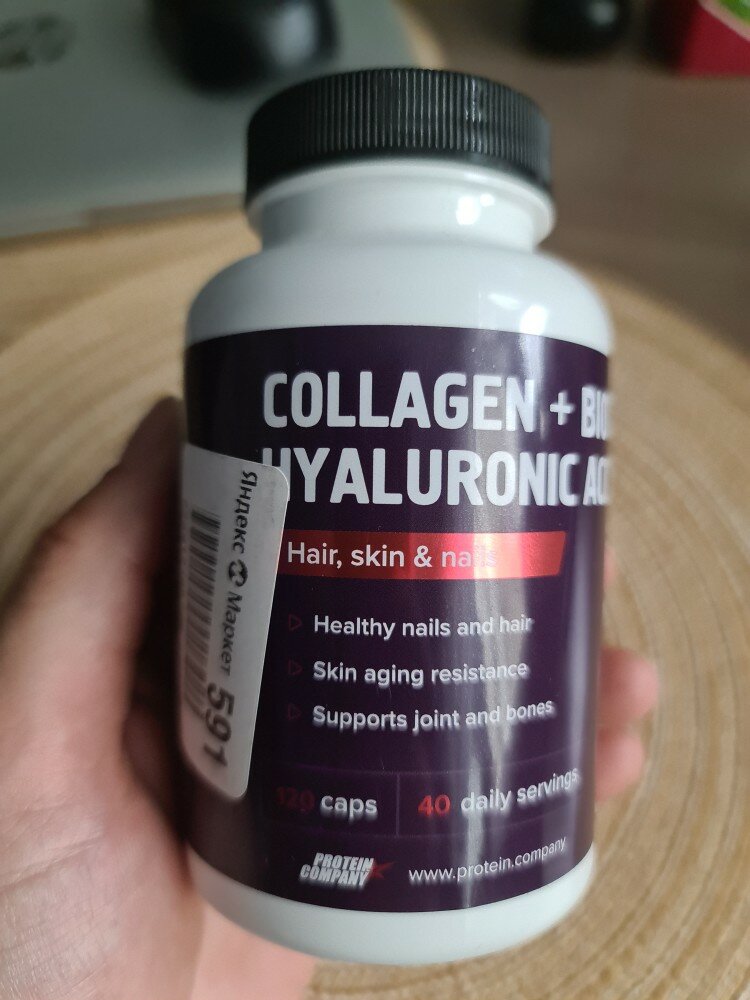 COLLAGEN +
HYALURONIC
Hair, skin &
Healthy nails and hair
Skin aging resistance
Supports joint and bones
120 caps
40 daily servings
PROTEIN
COMPANY
www.protein.company
Яндекс Маркет
591